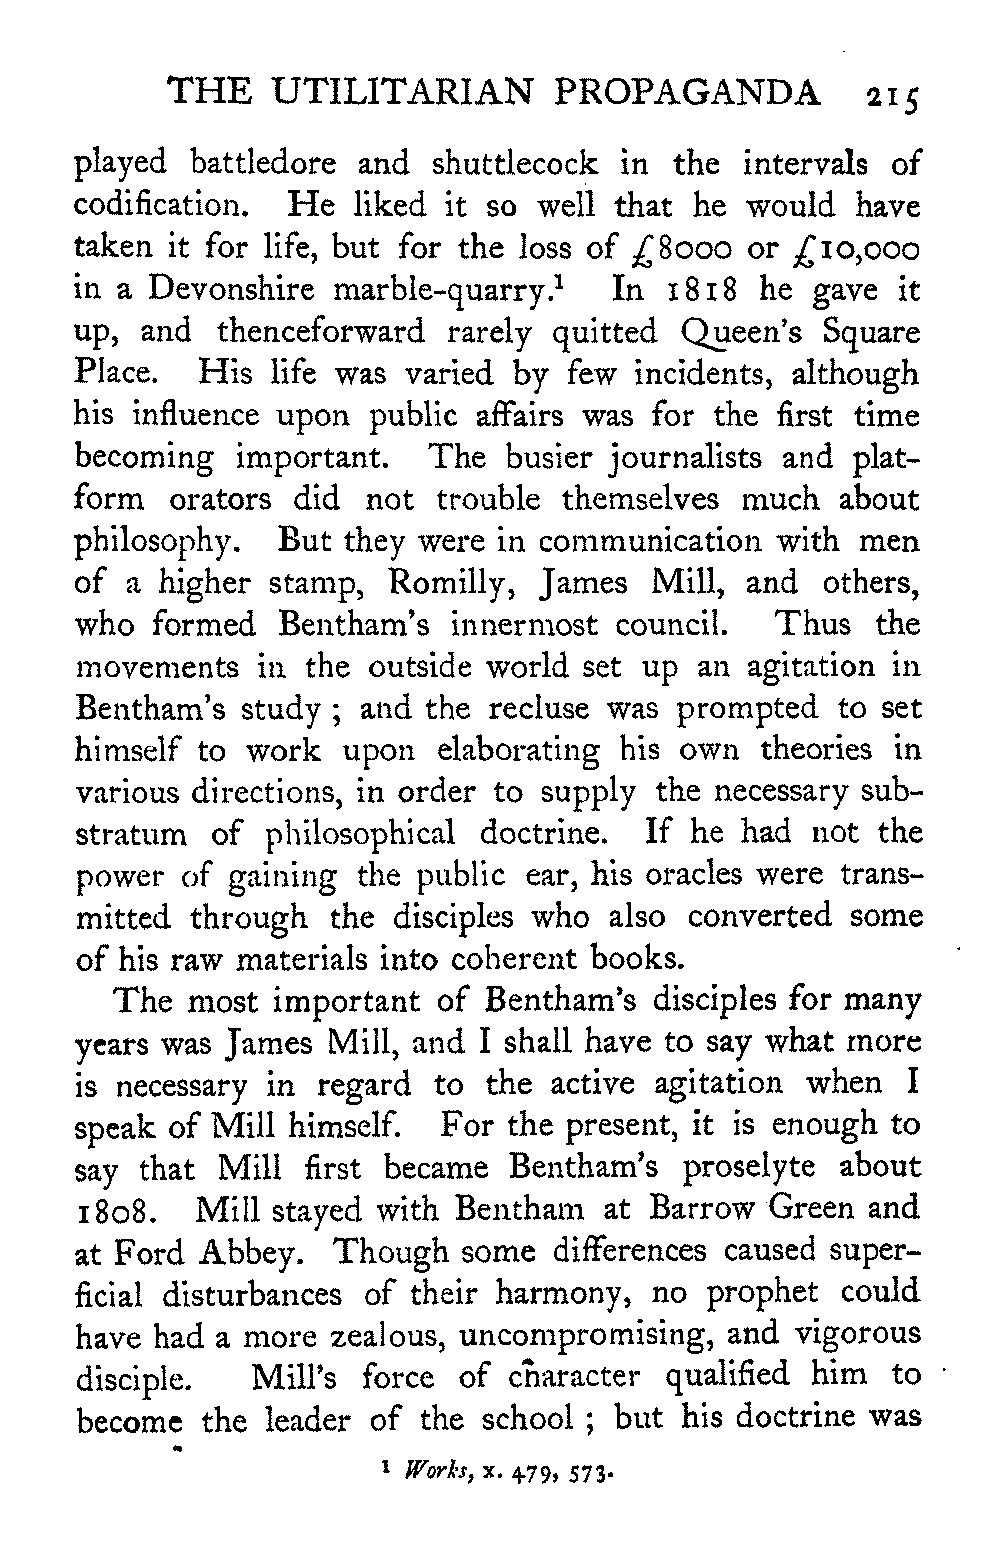 THE UTILITARIAN PROPAGANDA 215
played battledore and shuttlecock in the intervals of
codification. He liked it so well that he would have
taken it for life, but for the loss of £8000 or £10,000
in a Devonshire marble-quarry.¹ In 1818 he gave it
up, and thenceforward rarely quitted Queen's Square
Place. His life was varied by few incidents, although
his influence upon public affairs was for the first time
becoming important. The busier journalists and plat-
form orators did not trouble themselves much about
philosophy. But they were in communication with men
of a higher stamp, Romilly, James Mill, and others,
who formed Bentham's innermost council. Thus the
movements in the outside world set up an agitation in
Bentham's study ; and the recluse was prompted to set
himself to work upon elaborating his own theories in
various directions, in order to supply the necessary sub-
stratum of philosophical doctrine. If he had not the
power of gaining the public ear, his oracles were trans-
mitted through the disciples who also converted some
of his raw materials into coherent books.
The most important of Bentham's disciples for many
years was James Mill, and I shall have to say what more
is necessary in regard to the active agitation when I
speak of Mill himself. For the present, it is enough to
say that Mill first became Bentham's proselyte about
1808. Mill stayed with Bentham at Barrow Green and
at Ford Abbey. Though some differences caused super-
ficial disturbances of their harmony, no prophet could
have had a more zealous, uncompromising, and vigorous
disciple. Mill's force of character qualified him to
become the leader of the school ; but his doctrine was
¹ Works, x. 479, 573.